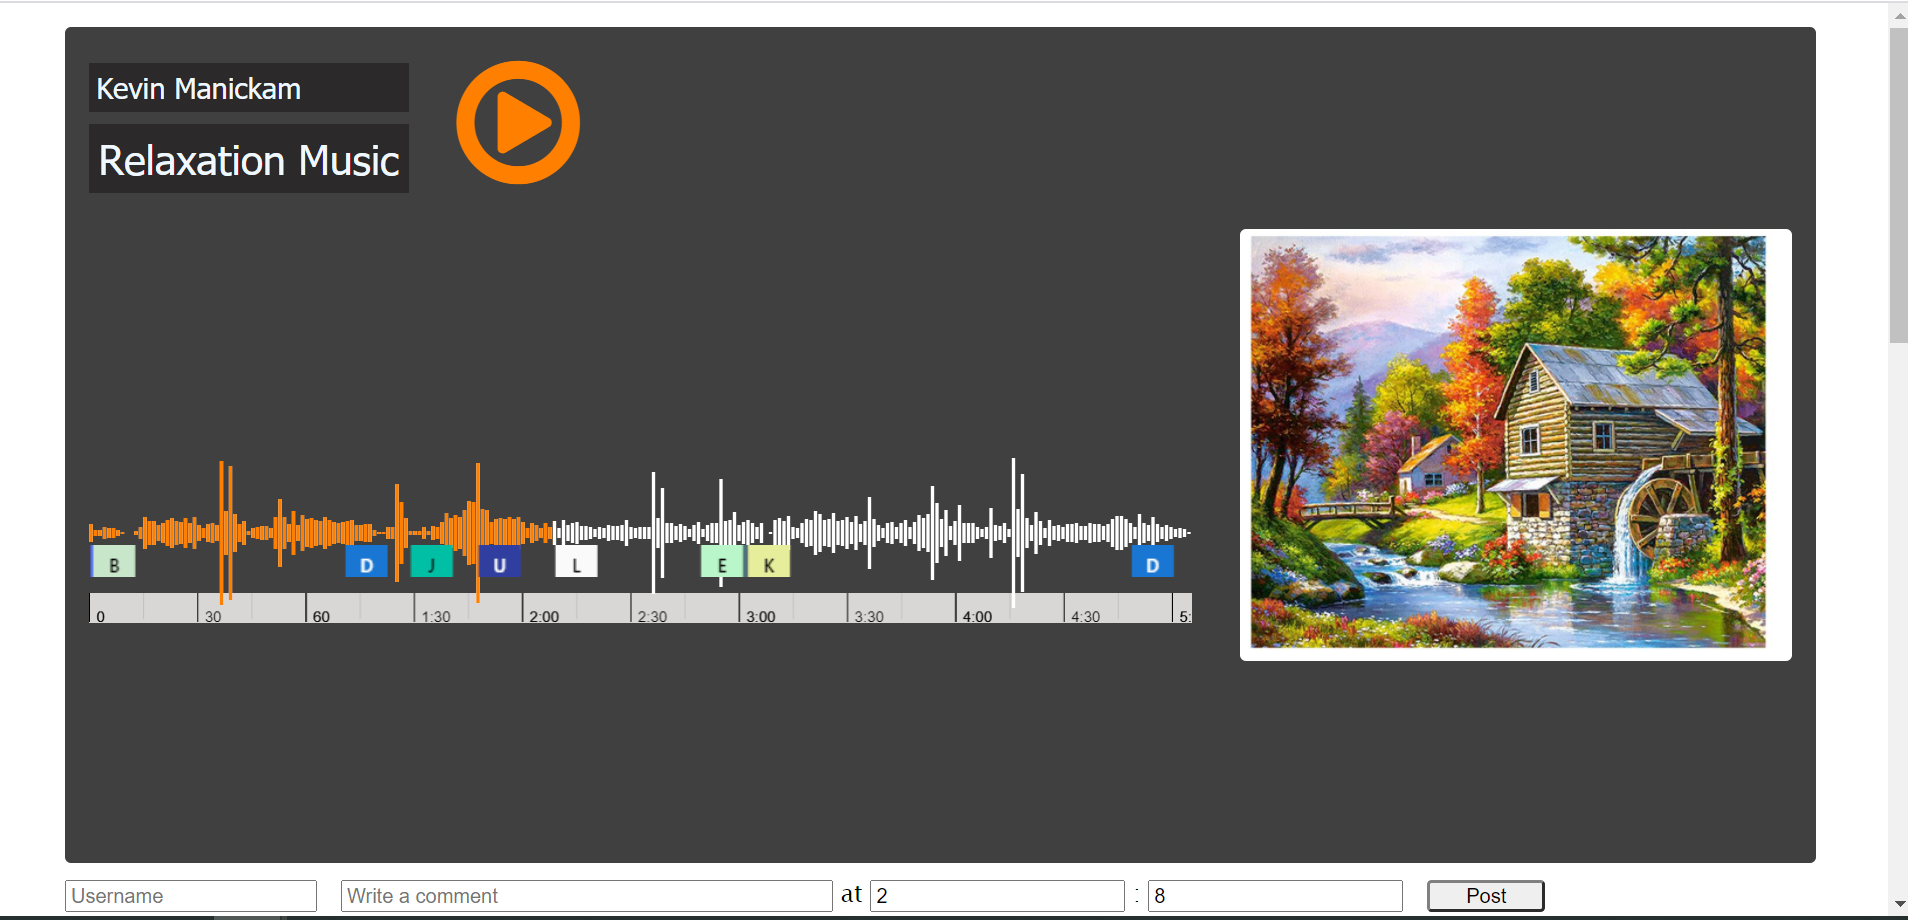 Kevin Manickam
Relaxation Music
B D J U L E K D
0 30 60 1:30 2:00 2:30 3:00 3:30 4:00 4:30 5:
Username Write a comment at 2 : 8 Post